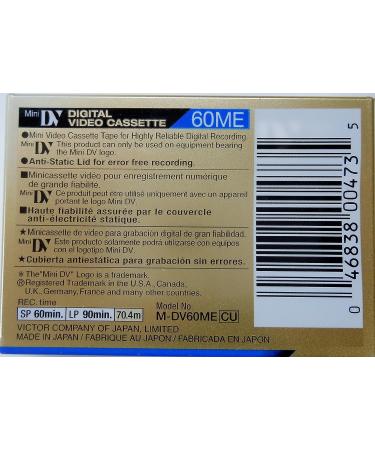 Mini DV DIGITAL VIDEO CASSETTE 60ME
●Mini Video Cassette Tape for Highly Reliable Digital Recording.
Mini DV This product can only be used on equipment bearing the Mini DV logo.
●Anti-Static Lid for error free recording.
■Minicassette vidéo pour enregistrement numérique
de grande fiabilité.
Mini DV Ce produit peut être utilisé uniquement avec un appareil portant le logo Mini DV.
■Haute fiabilité assurée par le couvercle
anti-électricité statique.
★Minicassette de video para grabación digital de gran fiabilidad.
Mini DV Este producto solamente podrá utilizarse con equipos con el logotipo Mini DV.
★Cubierta antiestática para grabación sin errores.
※ The"Mini DV" Logo is a trademark.
® Registered Trademark in the U.S.A., Canada,
U.K., Germany, France and many other countries.
REC. time
SP 60min. LP 90min. 70.4m
Model No
M-DV60ME CU
VICTOR COMPANY OF JAPAN, LIMITED
MADE IN JAPAN / FABRIQUE AU JAPON / FABRICADA EN JAPON
0 46838 00473 5